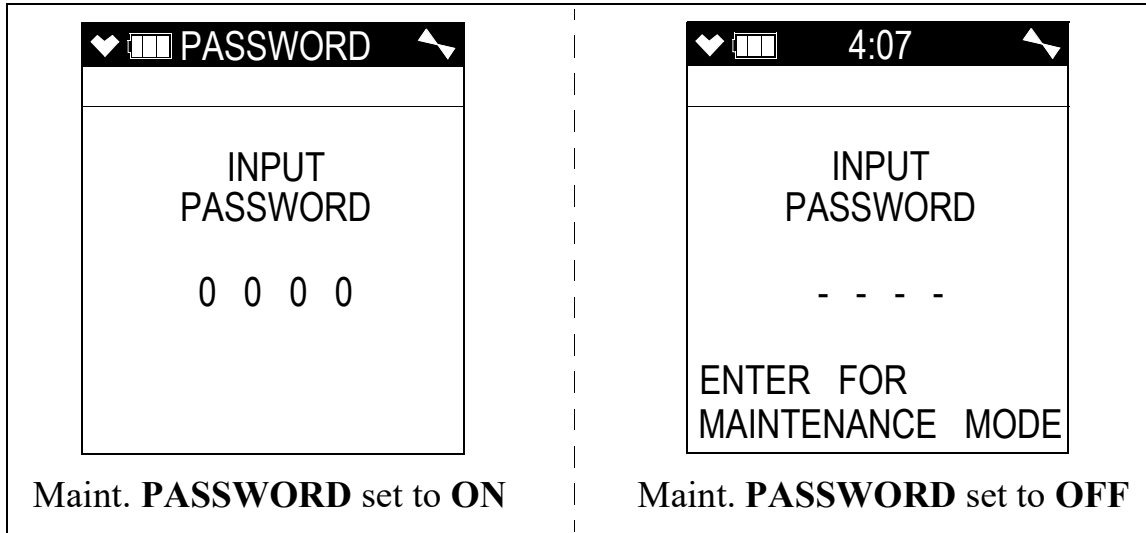 PASSWORD
INPUT
PASSWORD
0 0 0 0
Maint. PASSWORD set to ON
4:07
INPUT
PASSWORD
- - - -
ENTER FOR
MAINTENANCE MODE
Maint. PASSWORD set to OFF